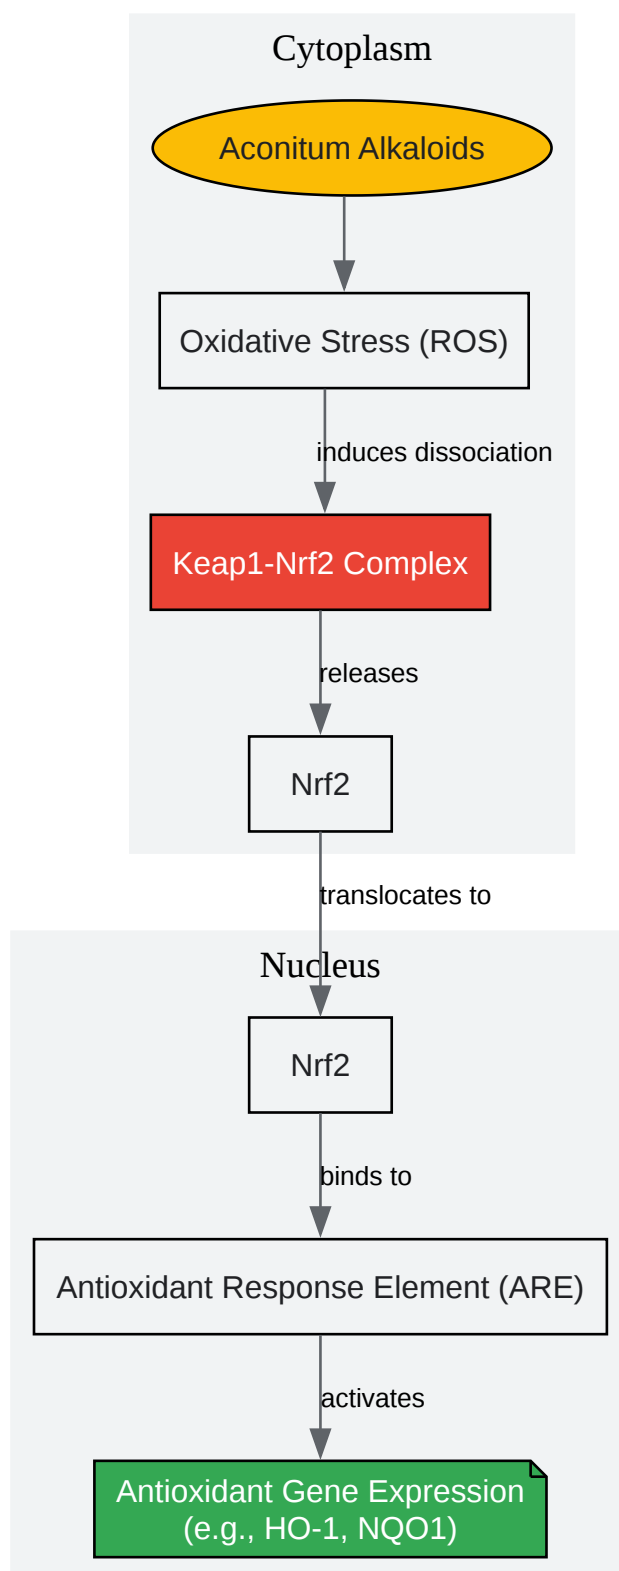 Cytoplasm
Aconitum Alkaloids
Oxidative Stress (ROS)
induces dissociation
Keap1-Nrf2 Complex
releases
Nrf2
translocates to
Nucleus
Nrf2
binds to
Antioxidant Response Element (ARE)
activates
Antioxidant Gene Expression
(e.g., HO-1, NQO1)